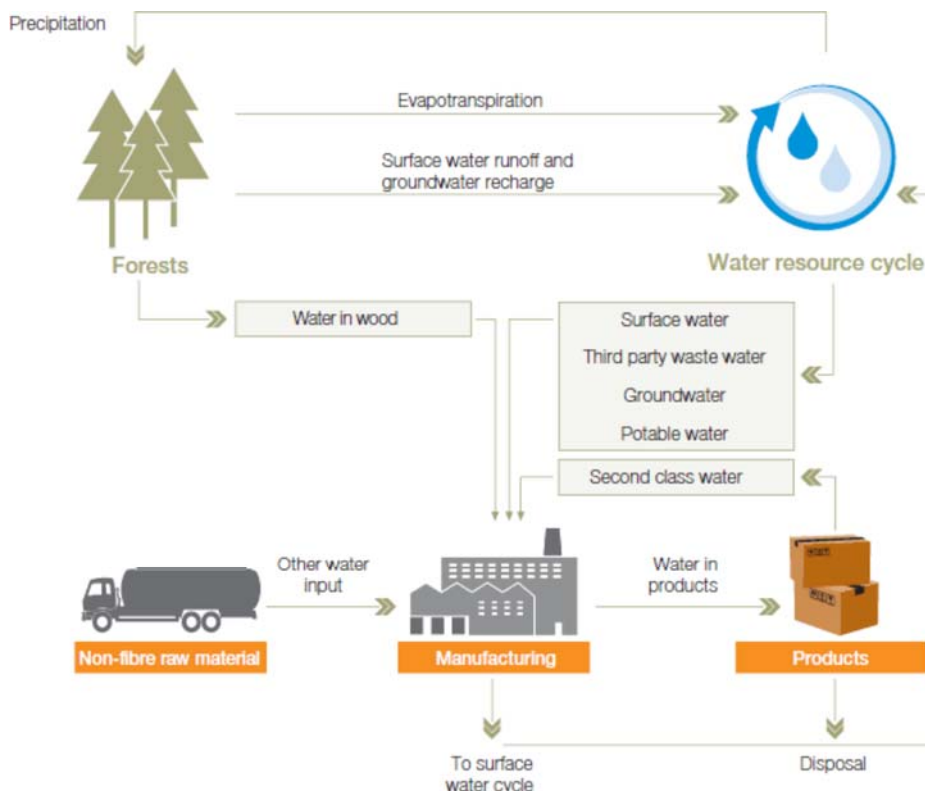 Precipitation
Evapotranspiration
Surface water runoff and
groundwater recharge
Forests
Water resource cycle
Water in wood
Surface water
Third party waste water
Groundwater
Potable water
Second class water
Other water
input
Water in
products
Non-fibre raw material
Manufacturing
Products
To surface
water cycle
Disposal